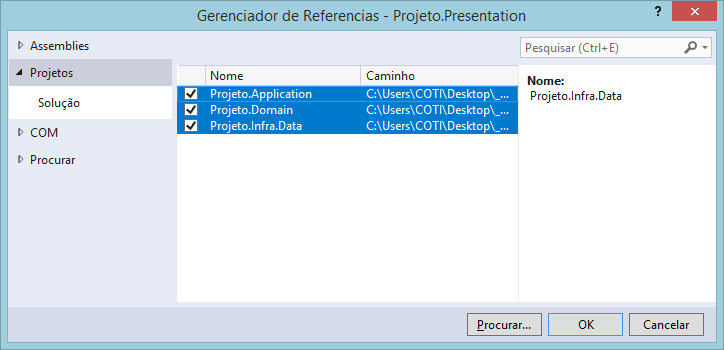 Gerenciador de Referencias - Projeto.Presentation
? ×
Assemblies
Projetos
Solução
COM
Procurar
Pesquisar (Ctrl+E)
Nome Caminho
Projeto.Application C:\Users\COTI\Desktop\_...
Projeto.Domain C:\Users\COTI\Desktop\_...
Projeto.Infra.Data C:\Users\COTI\Desktop\_...
Nome:
Projeto.Infra.Data
Procurar... OK Cancelar